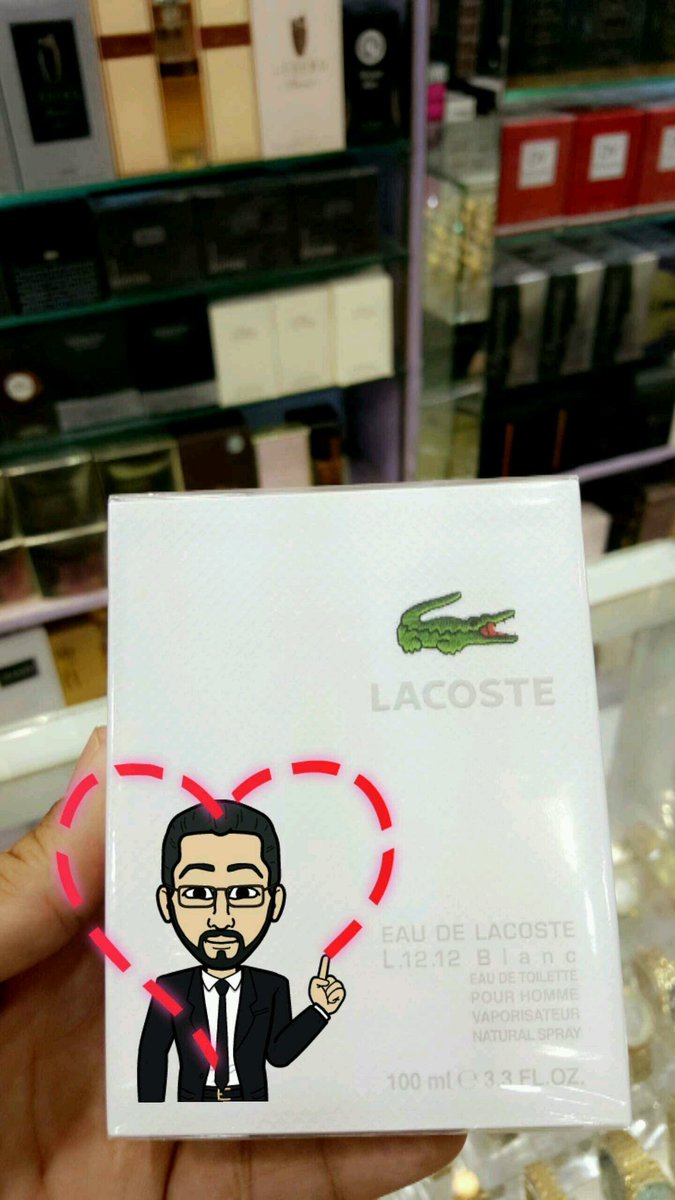 LACOSTE
EAU DE LACOSTE
L.12.12 Blanc
EAU DE TOILETTE
POUR HOMME
VAPORISATEUR
NATURAL SPRAY
100 ml ℮ 3.3 FL.OZ.